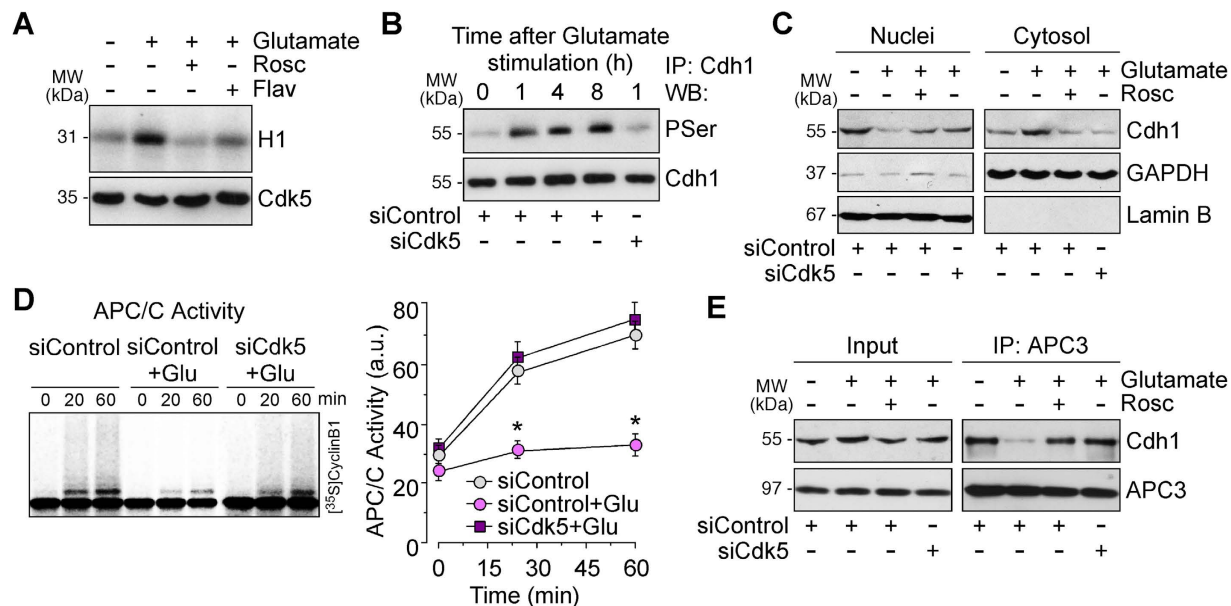 A
- + + + Glutamate
- - + - Rosc
- - - + Flav
MW
(kDa)
31 - H1
35 - Cdk5
B
Time after Glutamate
stimulation (h)
IP: Cdh1
MW
(kDa)
0 1 4 8 1 WB:
55 - PSer
55 - Cdh1
siControl + + + + -
siCdk5 - - - - +
C
Nuclei Cytosol
- + + + - + + + Glutamate
- - + - - - + - Rosc
MW
(kDa)
55 - Cdh1
37 - GAPDH
67 - Lamin B
siControl + + + - + + + -
siCdk5 - - - + - - - +
D
APC/C Activity
siControl siControl siCdk5
+Glu +Glu
0 20 60 0 20 60 0 20 60 min
[35S]CyclinB1
APC/C Activity (a.u.)
80
60
40
20
0
* *
siControl
siControl+Glu
siCdk5+Glu
0 15 30 45 60
Time (min)
E
Input IP: APC3
- + + + - + + + Glutamate
- - + - - - + - Rosc
MW
(kDa)
55 - Cdh1
97 - APC3
siControl + + + - + + + -
siCdk5 - - - + - - - +